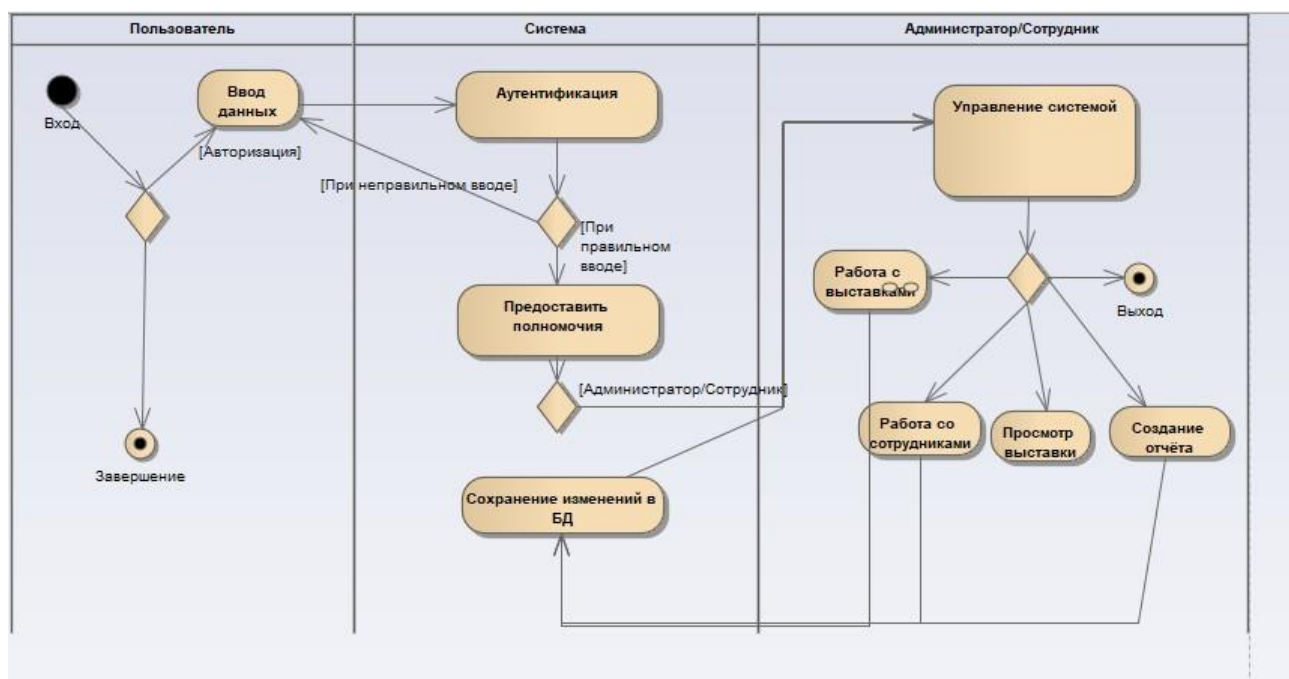 Пользователь
Система
Администратор/Сотрудник
Вход
Ввод
данных
[Авторизация]
Завершение
Аутентификация
[При неправильном вводе]
[При
правильном
вводе]
Предоставить
полномочия
[Администратор/Сотрудник]
Сохранение изменений в
БД
Управление системой
Работа с
выставками
Выход
Работа со
сотрудниками
Просмотр
выставки
Создание
отчёта